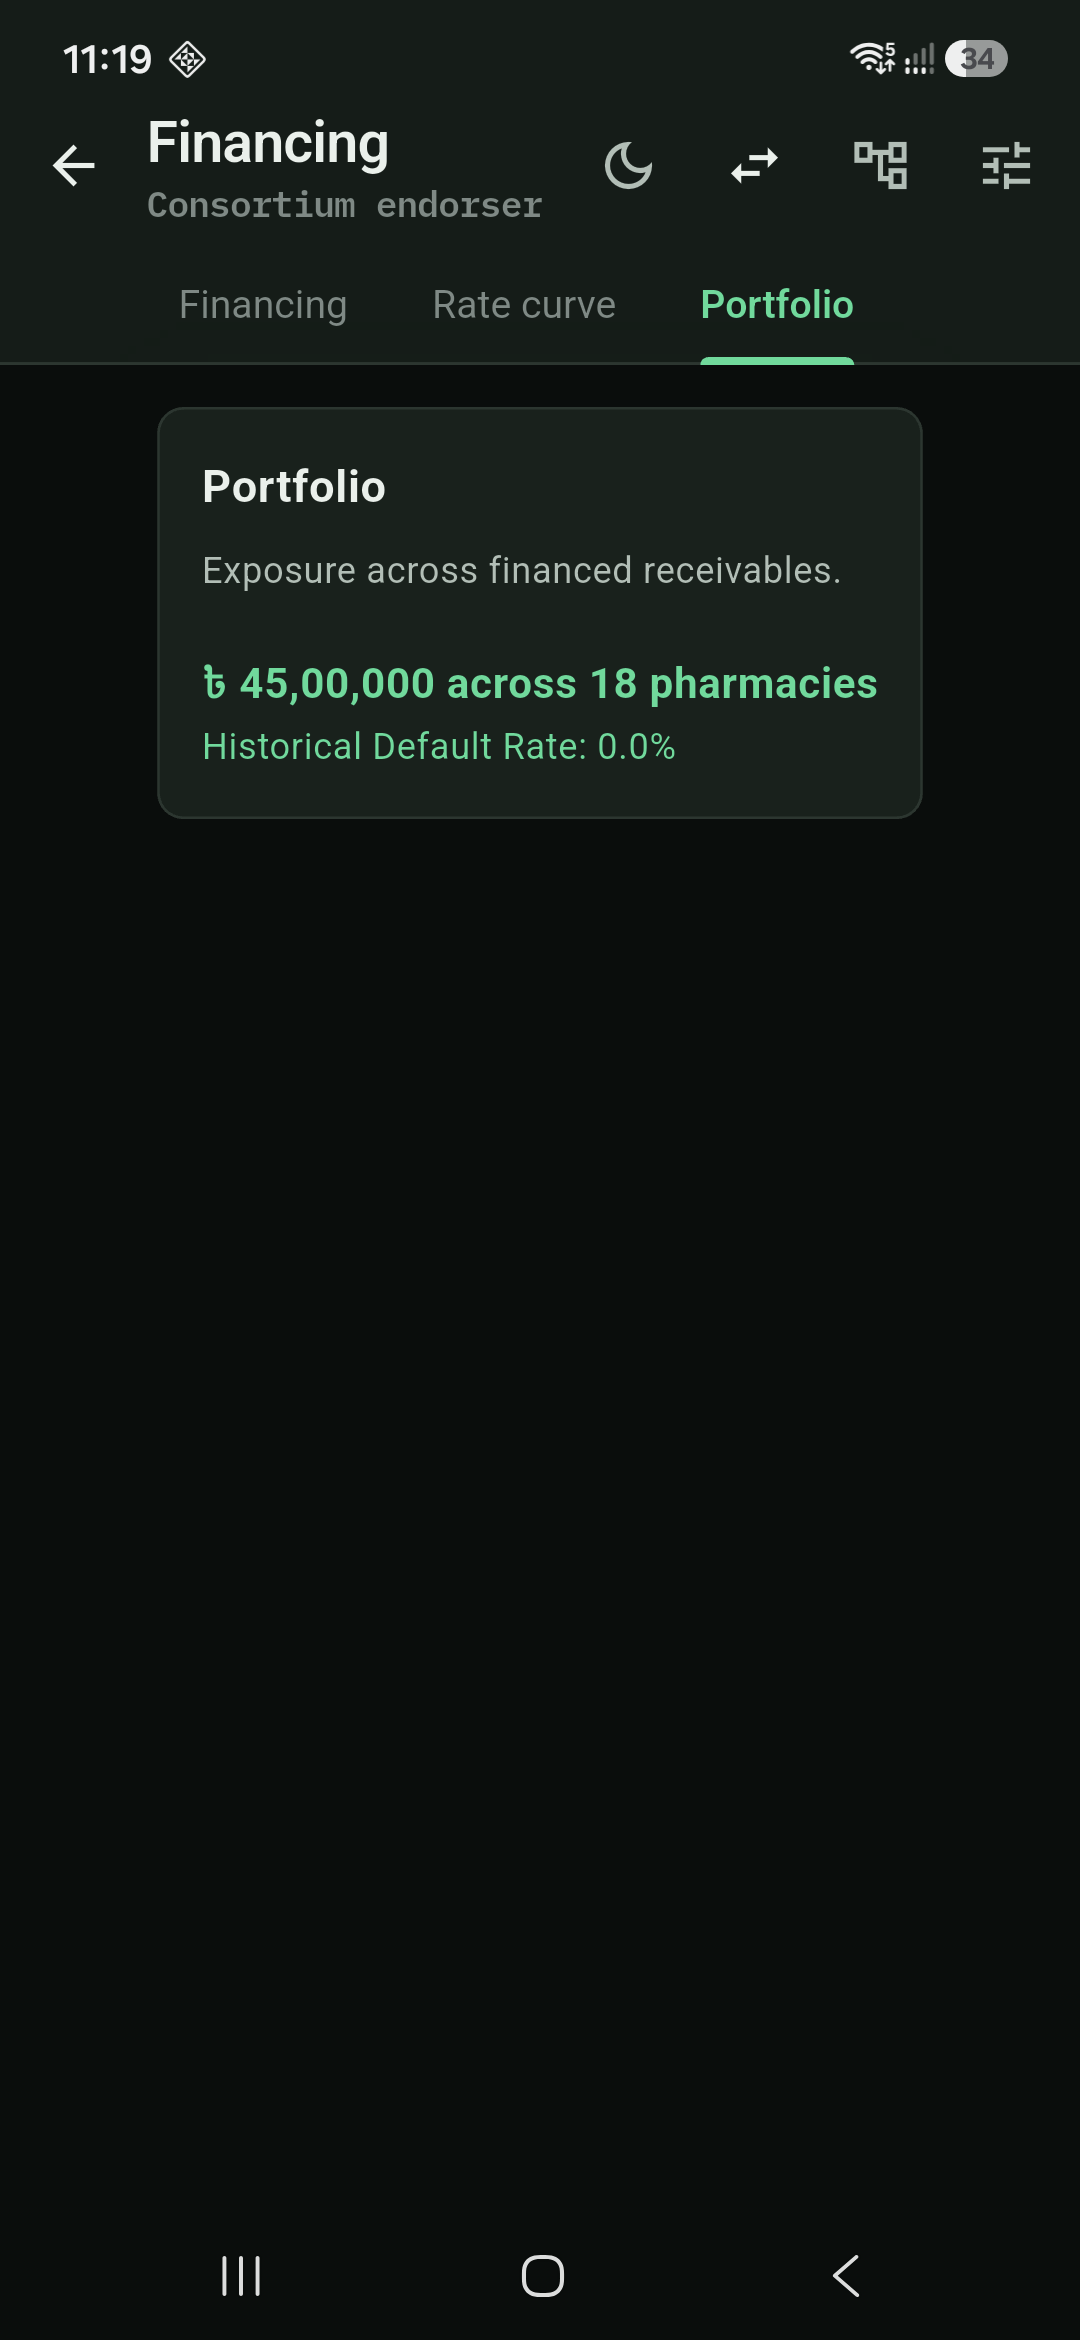 11:19
5
34
Financing
Consortium endorser
Financing
Rate curve
Portfolio
Portfolio
Exposure across financed receivables.
৳ 45,00,000 across 18 pharmacies
Historical Default Rate: 0.0%